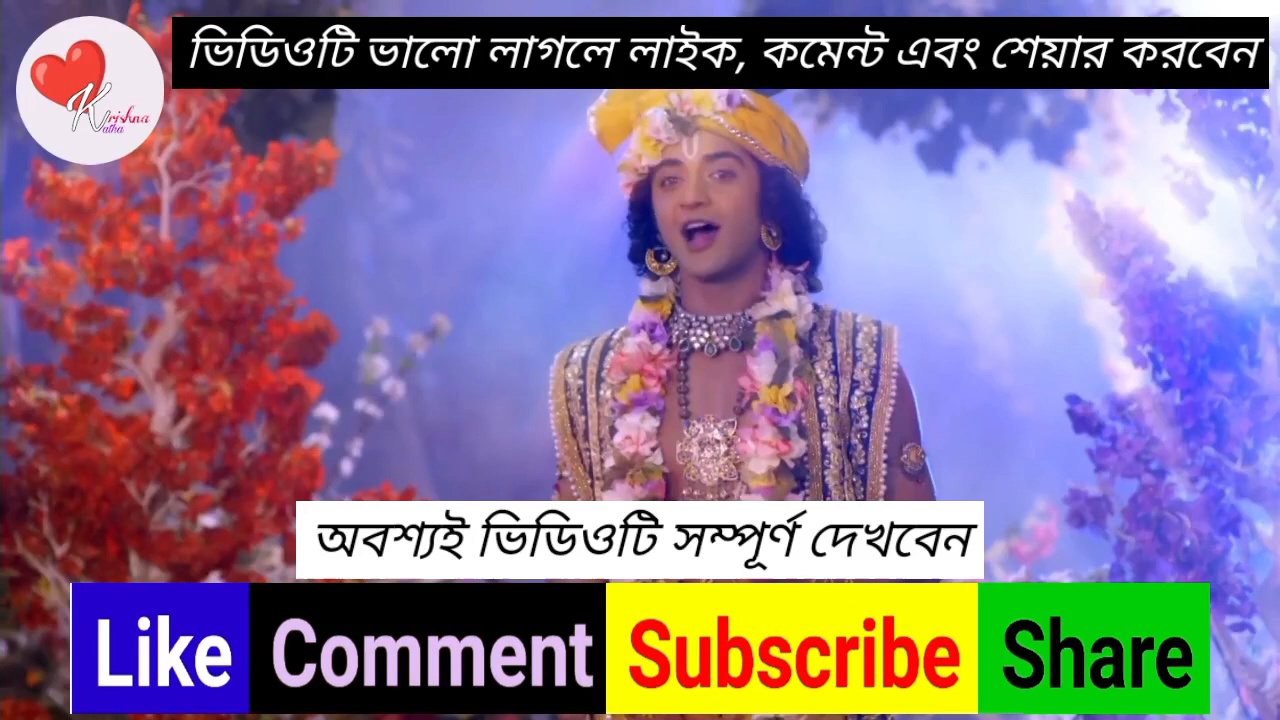 ভিডিওটি ভালো লাগলে লাইক, কমেন্ট এবং শেয়ার করবেন
Krishna
Katha
অবশ্যই ভিডিওটি সম্পূর্ণ দেখবেন
Like Comment Subscribe Share